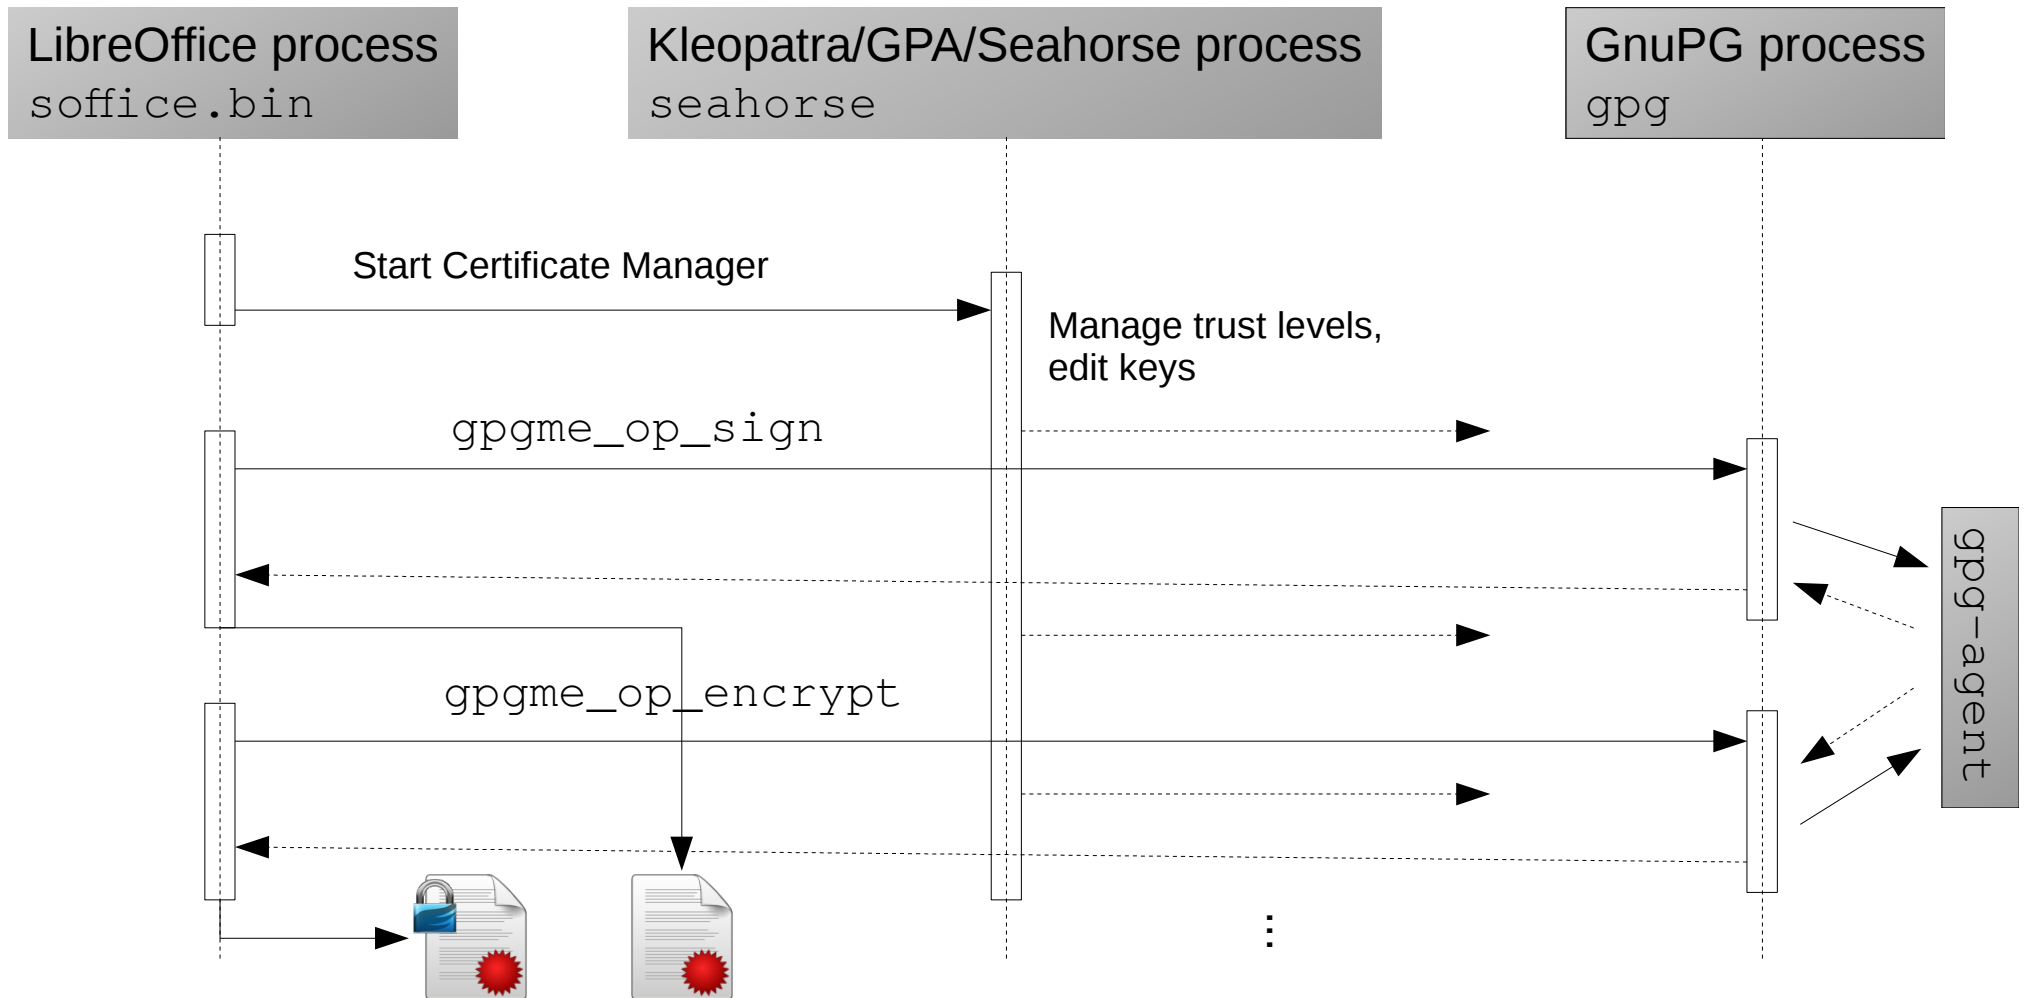 LibreOffice process
soffice.bin
Kleopatra/GPA/Seahorse process
seahorse
GnuPG process
gpg
Start Certificate Manager
Manage trust levels,
edit keys
gpgme_op_sign
gpg-agent
gpgme_op_encrypt
...